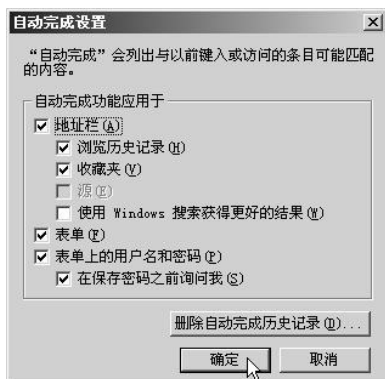 自动完成设置
“自动完成”会列出与以前键入或访问的条目可能匹配
的内容。
自动完成功能应用于
地址栏(A)
浏览历史记录(H)
收藏夹(V)
源(E)
使用 Windows 搜索获得更好的结果(W)
表单(F)
表单上的用户名和密码(P)
在保存密码之前询问我(S)
删除自动完成历史记录(D)...
确定
取消